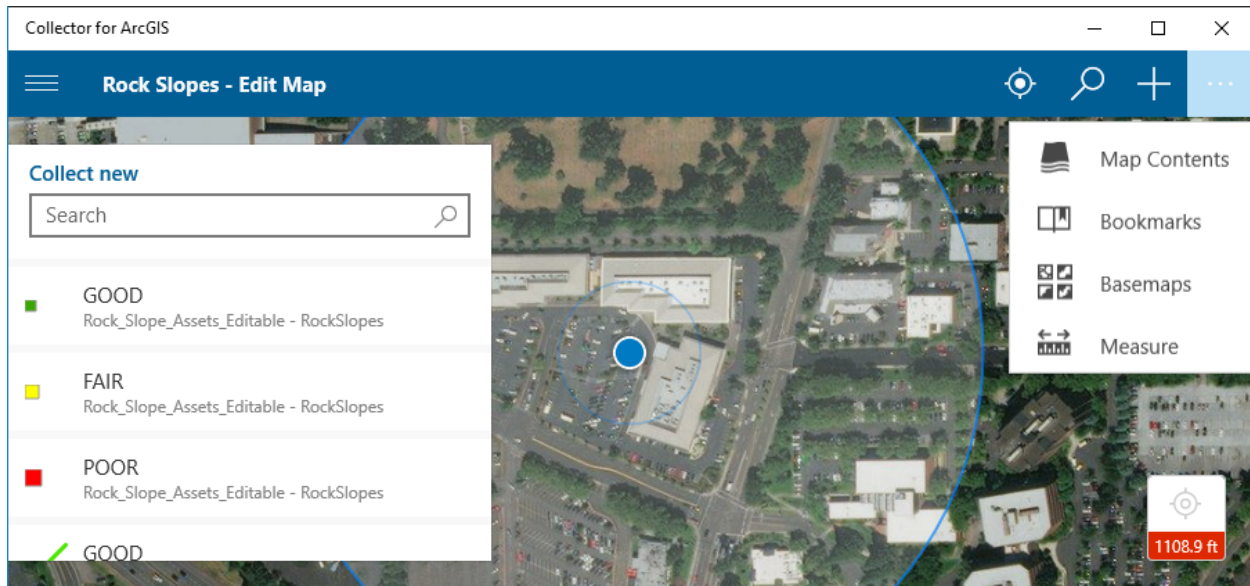 Collector for ArcGIS
Rock Slopes - Edit Map
Collect new
Search
GOOD
Rock_Slope_Assets_Editable - RockSlopes
FAIR
Rock_Slope_Assets_Editable - RockSlopes
POOR
Rock_Slope_Assets_Editable - RockSlopes
GOOD
Map Contents
Bookmarks
Basemaps
Measure
1108.9 ft